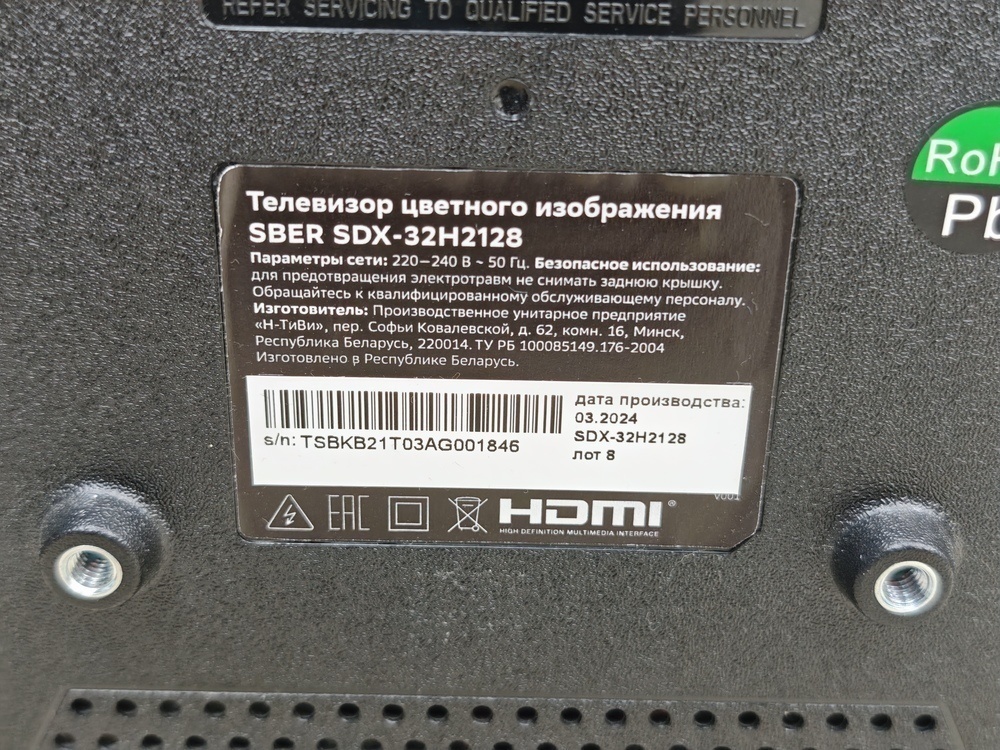 REFER SERVICING TO QUALIFIED SERVICE PERSONNEL
Телевизор цветного изображения
SBER SDX-32H2128
Параметры сети: 220–240 В ~ 50 Гц. Безопасное использование:
для предотвращения электротравм не снимать заднюю крышку.
Обращайтесь к квалифицированному обслуживающему персоналу.
Изготовитель: Производственное унитарное предприятие
«Н-ТиВи», пер. Софьи Ковалевской, д. 62, комн. 16, Минск,
Республика Беларусь, 220014. ТУ РБ 100085149.176-2004
Изготовлено в Республике Беларусь.
дата производства:
03.2024
SDX-32H2128
лот 8
s/n: TSBKB21T03AG001846
V001
EAC
HDMI®
HIGH DEFINITION MULTIMEDIA INTERFACE
Pb